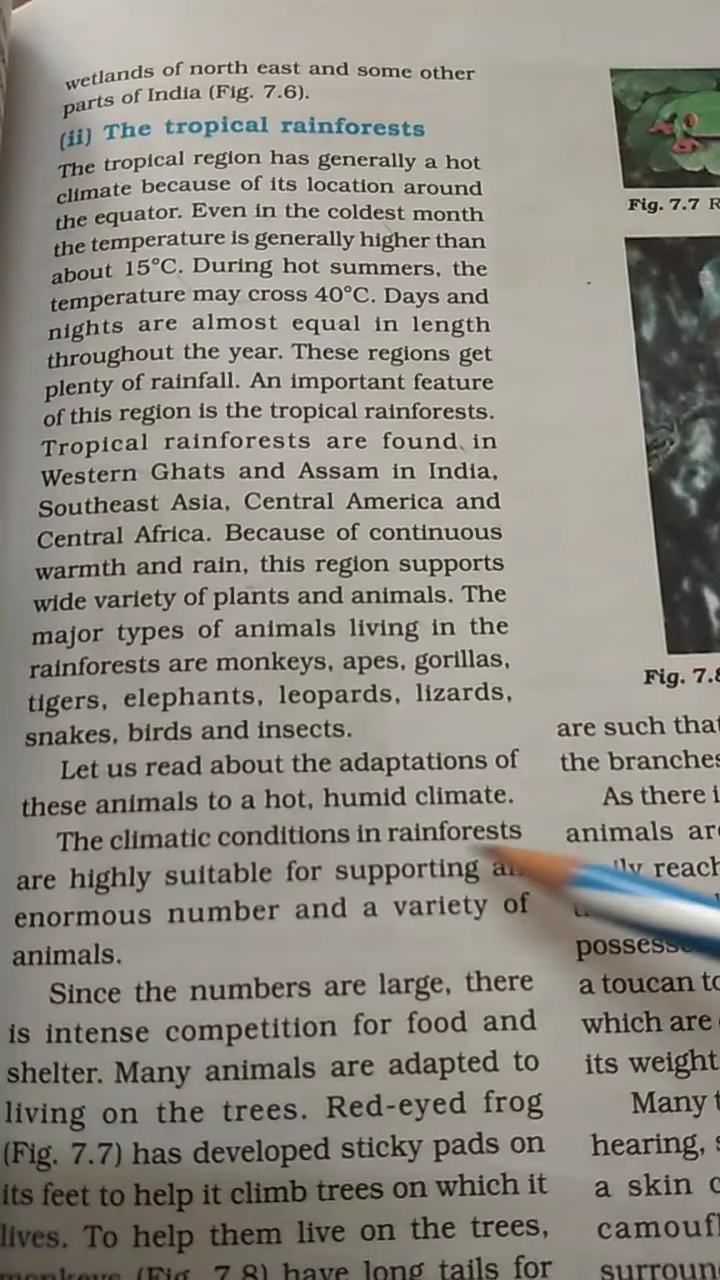 wetlands of north east and some other
parts of India (Fig. 7.6).
(ii) The tropical rainforests
The tropical region has generally a hot
climate because of its location around
the equator. Even in the coldest month
the temperature is generally higher than
about 15°C. During hot summers, the
temperature may cross 40°C. Days and
nights are almost equal in length
throughout the year. These regions get
plenty of rainfall. An important feature
of this region is the tropical rainforests.
Tropical rainforests are found in
Western Ghats and Assam in India,
Southeast Asia, Central America and
Central Africa. Because of continuous
warmth and rain, this region supports
wide variety of plants and animals. The
major types of animals living in the
rainforests are monkeys, apes, gorillas,
tigers, elephants, leopards, lizards,
snakes, birds and insects.
Let us read about the adaptations of
these animals to a hot, humid climate.
The climatic conditions in rainforests
are highly suitable for supporting
enormous number and a variety of
animals.
Since the numbers are large, there
is intense competition for food and
shelter. Many animals are adapted to
living on the trees. Red-eyed frog
(Fig. 7.7) has developed sticky pads on
its feet to help it climb trees on which it
lives. To help them live on the trees,
monkeys (Fig. 7.8) have long tails for
Fig. 7.7 R
Fig. 7.8
are such that
the branches
As there i
animals
reach
a toucan to
which are
its weight
Many
hearing,
a skin